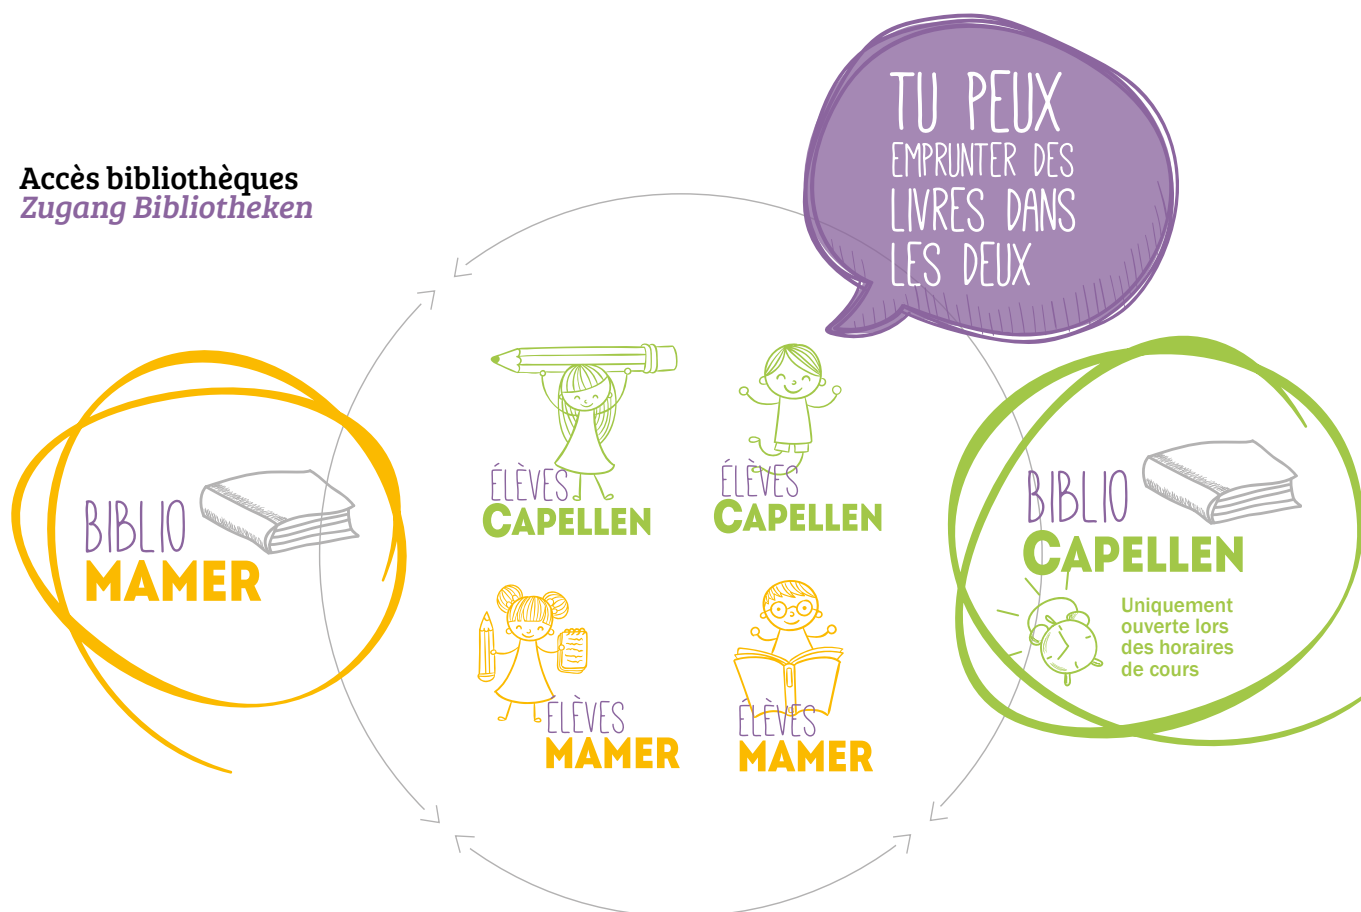 Accès bibliothèques
Zugang Bibliotheken
TU PEUX
EMPRUNTER DES
LIVRES DANS
LES DEUX
BIBLIO
MAMER
ÉLÈVES
CAPELLEN
ÉLÈVES
CAPELLEN
ÉLÈVES
MAMER
ÉLÈVES
MAMER
BIBLIO
CAPELLEN
Uniquement
ouverte lors
des horaires
de cours